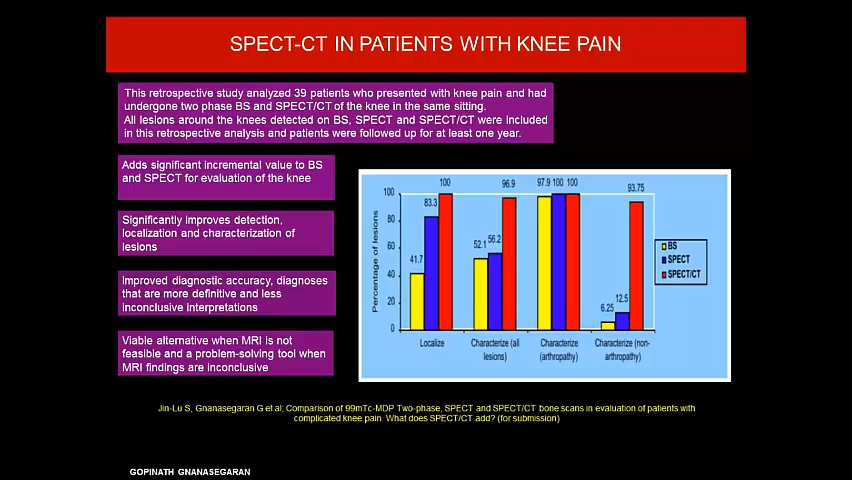 SPECT-CT IN PATIENTS WITH KNEE PAIN
This retrospective study analyzed 39 patients who presented with knee pain and had
undergone two phase BS and SPECT/CT of the knee in the same sitting.
All lesions around the knees detected on BS, SPECT and SPECT/CT were included
in this retrospective analysis and patients were followed up for at least one year.
Adds significant incremental value to BS
and SPECT for evaluation of the knee
Significantly improves detection,
localization and characterization of
lesions
Improved diagnostic accuracy, diagnoses
that are more definitive and less
inconclusive interpretations
Viable alternative when MRI is not
feasible and a problem-solving tool when
MRI findings are inconclusive
Percentage of lesions
100
80
60
40
20
0
41.7
83.3
100
52.1
56.2
96.9
97.9
100
100
6.25
12.5
93.75
Localize
Characterize (all
lesions)
Characterize
(arthropathy)
Characterize (non-
arthropathy)
BS
SPECT
SPECT/CT
Jin-Lu S, Gnanasegaran G et al; Comparison of 99mTc-MDP Two-phase, SPECT and SPECT/CT bone scans in evaluation of patients with
complicated knee pain. What does SPECT/CT add? (for submission)
GOPINATH GNANASEGARAN